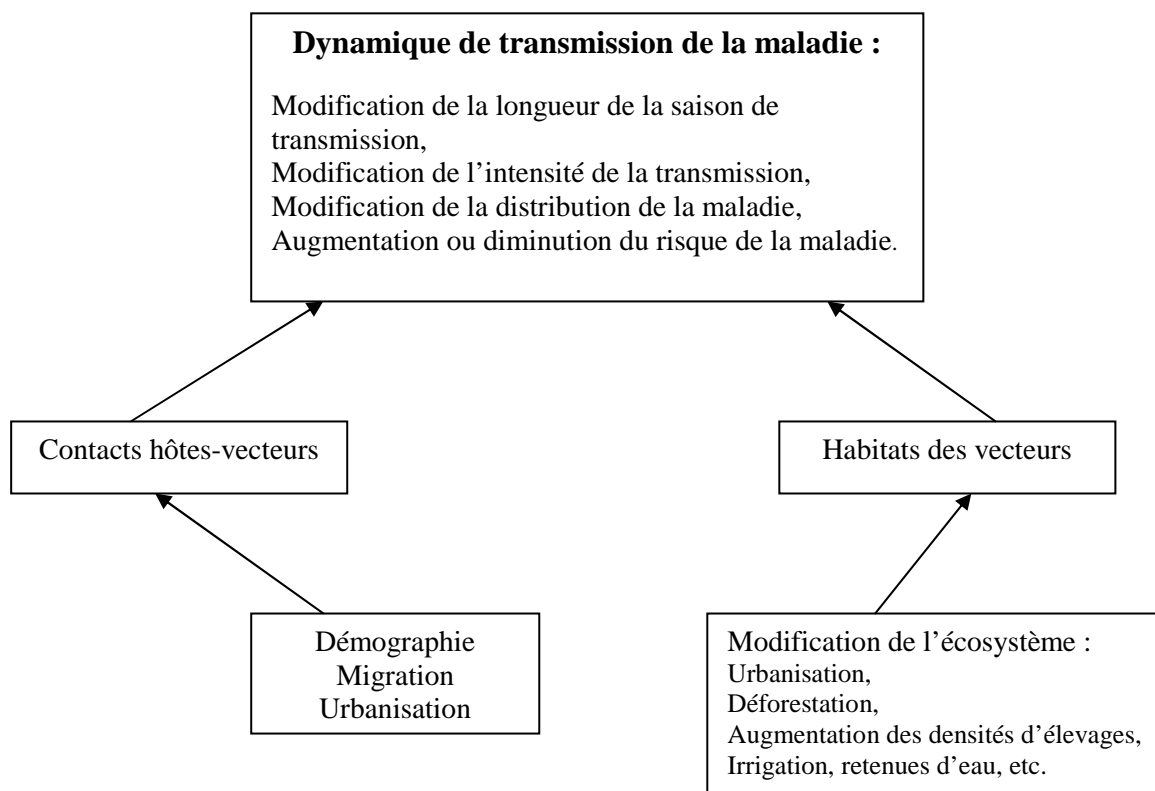 Dynamique de transmission de la maladie :
Modification de la longueur de la saison de
transmission,
Modification de l’intensité de la transmission,
Modification de la distribution de la maladie,
Augmentation ou diminution du risque de la maladie.
Contacts hôtes-vecteurs
Habitats des vecteurs
Démographie
Migration
Urbanisation
Modification de l’écosystème :
Urbanisation,
Déforestation,
Augmentation des densités d’élevages,
Irrigation, retenues d’eau, etc.